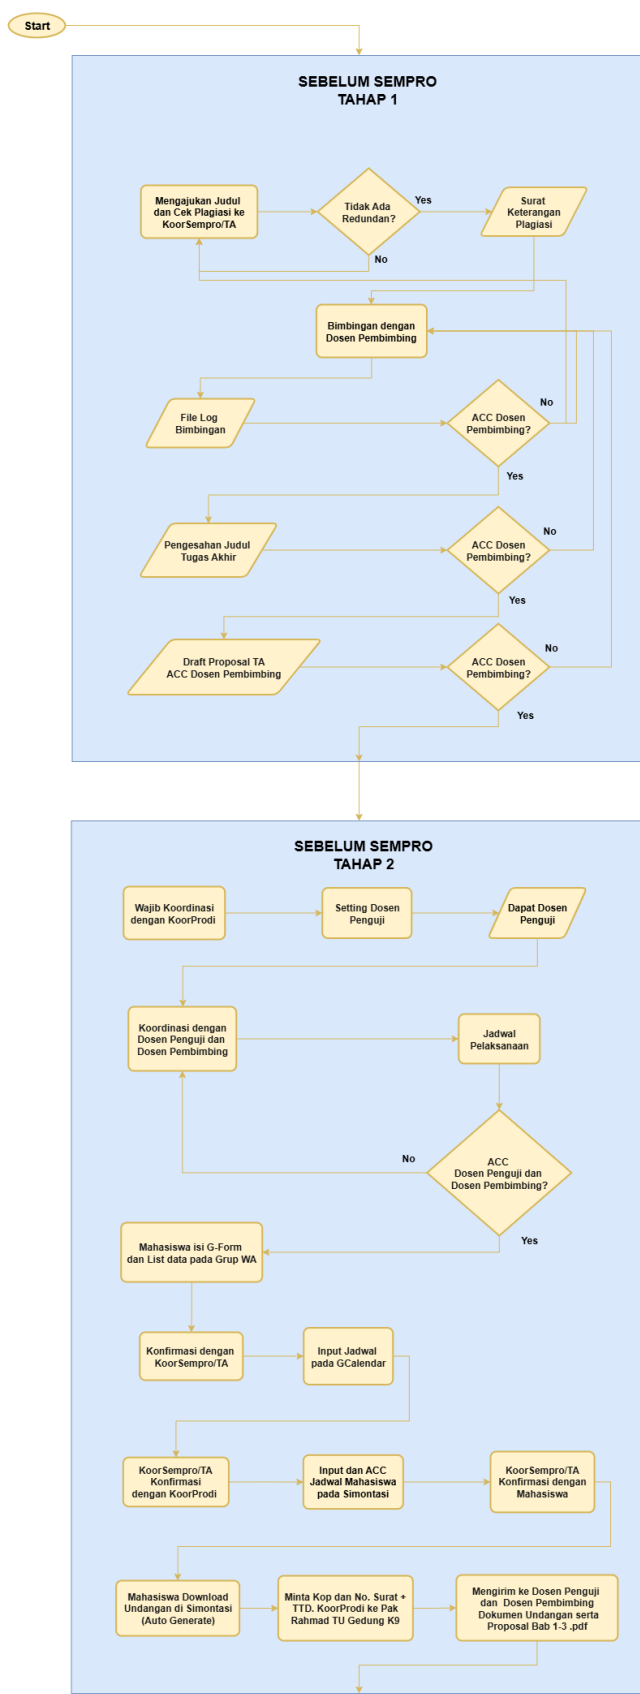 Start
SEBELUM SEMPRO
TAHAP 1
Mengajukan Judul
dan Cek Plagiasi ke
KoorSempro/TA
Tidak Ada
Redundan?
Yes
Surat
Keterangan
Plagiasi
No
Bimbingan dengan
Dosen Pembimbing
File Log
Bimbingan
ACC Dosen
Pembimbing?
No
Yes
Pengesahan Judul
Tugas Akhir
ACC Dosen
Pembimbing?
No
Yes
Draft Proposal TA
ACC Dosen Pembimbing
ACC Dosen
Pembimbing?
No
Yes
SEBELUM SEMPRO
TAHAP 2
Wajib Koordinasi
dengan KoorProdi
Setting Dosen
Penguji
Dapat Dosen
Penguji
Koordinasi dengan
Dosen Penguji dan
Dosen Pembimbing
Jadwal
Pelaksanaan
No
ACC
Dosen Penguji dan
Dosen Pembimbing?
Yes
Mahasiswa isi G-Form
dan List data pada Grup WA
Konfirmasi dengan
KoorSempro/TA
Input Jadwal
pada GCalendar
KoorSempro/TA
Konfirmasi
dengan KoorProdi
Input dan ACC
Jadwal Mahasiswa
pada Simontasi
KoorSempro/TA
Konfirmasi dengan
Mahasiswa
Mahasiswa Download
Undangan di Simontasi
(Auto Generate)
Minta Kop dan No. Surat +
TTD. KoorProdi ke Pak
Rahmad TU Gedung K9
Mengirim ke Dosen Penguji
dan Dosen Pembimbing
Dokumen Undangan serta
Proposal Bab 1-3 .pdf